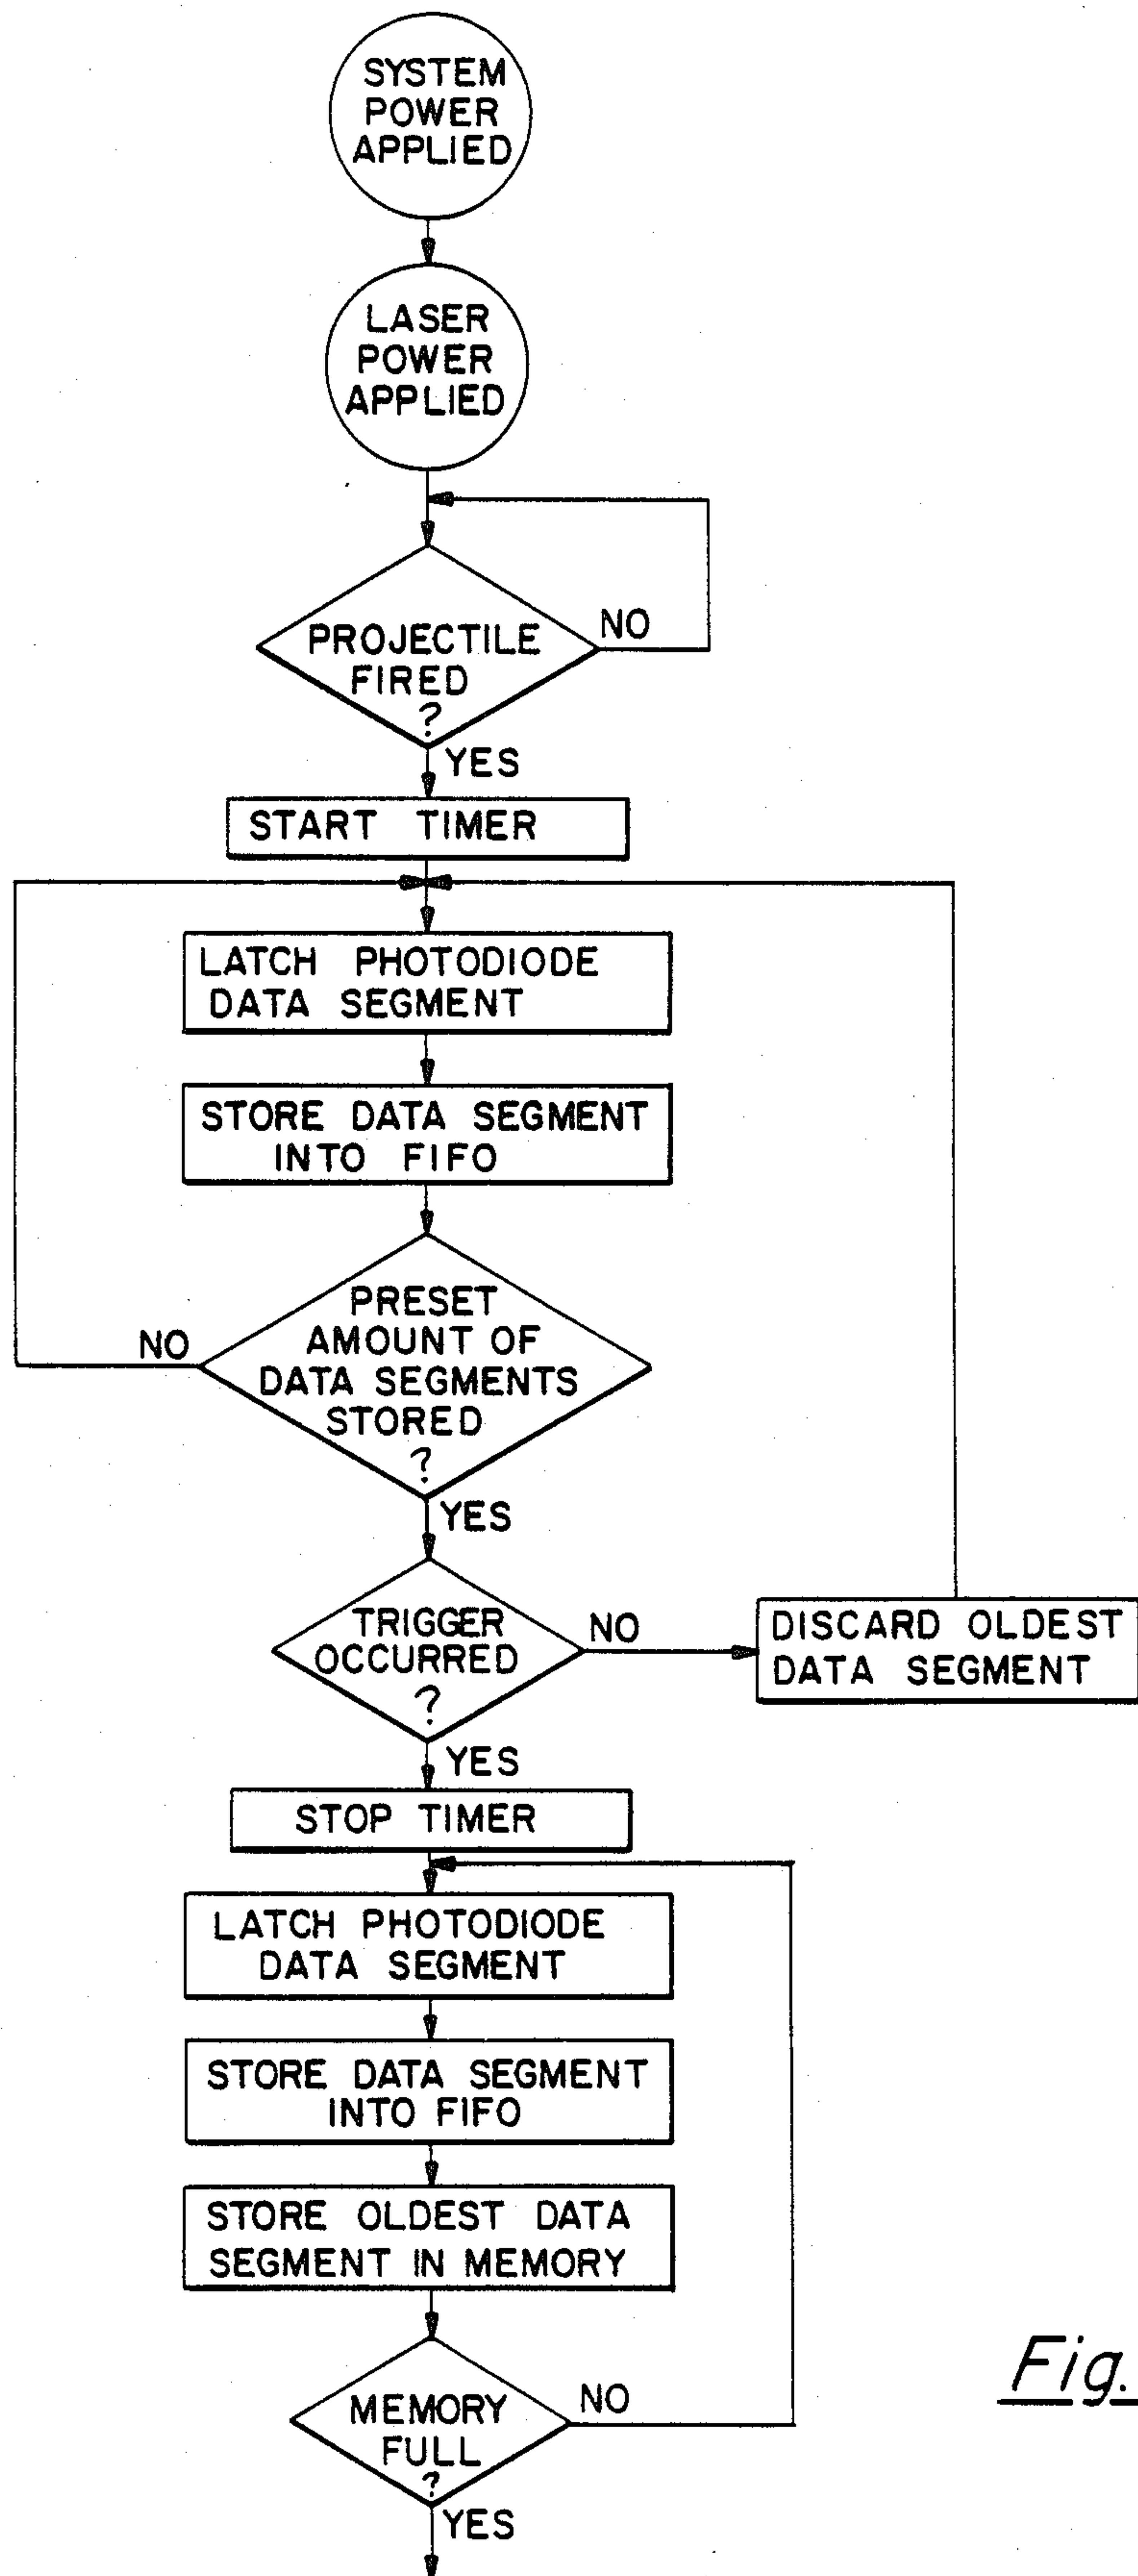 SYSTEM
POWER
APPLIED
LASER
POWER
APPLIED
PROJECTILE
FIRED
?
NO
YES
START TIMER
LATCH PHOTODIODE
DATA SEGMENT
STORE DATA SEGMENT
INTO FIFO
PRESET
AMOUNT OF
DATA SEGMENTS
STORED
?
NO
YES
TRIGGER
OCCURRED
?
NO
DISCARD OLDEST
DATA SEGMENT
YES
STOP TIMER
LATCH PHOTODIODE
DATA SEGMENT
STORE DATA SEGMENT
INTO FIFO
STORE OLDEST DATA
SEGMENT IN MEMORY
MEMORY
FULL
?
NO
YES
Fig.